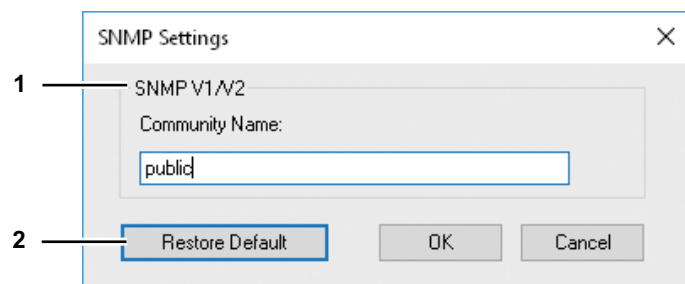 SNMP Settings
1
SNMP V1/V2
Community Name:
public
2
Restore Default
OK
Cancel